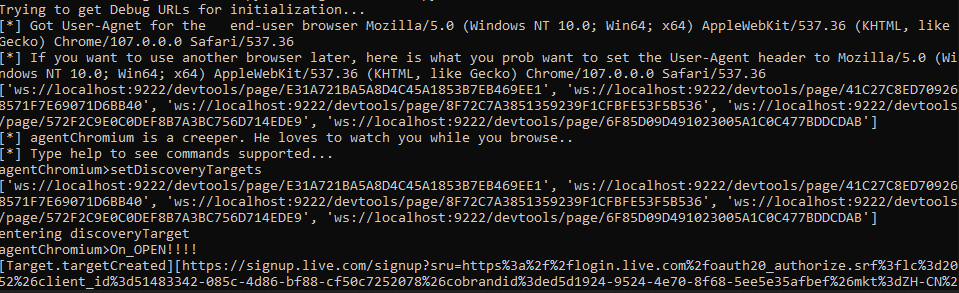 Trying to get Debug URLs for initialization...
[*] Got User-Agnet for the   end-user browser Mozilla/5.0 (Windows NT 10.0; Win64; x64) AppleWebKit/537.36 (KHTML, like
Gecko) Chrome/107.0.0.0 Safari/537.36
[*] If you want to use another browser later, here is what you prob want to set the User-Agent header to Mozilla/5.0 (Wi
ndows NT 10.0; Win64; x64) AppleWebKit/537.36 (KHTML, like Gecko) Chrome/107.0.0.0 Safari/537.36
['ws://localhost:9222/devtools/page/E31A721BA5A8D4C45A1853B7EB469EE1', 'ws://localhost:9222/devtools/page/41C27C8ED70926
8571F7E69071D6BB40', 'ws://localhost:9222/devtools/page/8F72C7A3851359239F1CFBFE53F5B536', 'ws://localhost:9222/devtools
/page/572F2C9E0C0DEF8B7A3BC756D714EDE9', 'ws://localhost:9222/devtools/page/6F85D09D491023005A1C0C477BDDCDAB']
[*] agentChromium is a creeper. He loves to watch you while you browse..
[*] Type help to see commands supported...
agentChromium>setDiscoveryTargets
['ws://localhost:9222/devtools/page/E31A721BA5A8D4C45A1853B7EB469EE1', 'ws://localhost:9222/devtools/page/41C27C8ED70926
8571F7E69071D6BB40', 'ws://localhost:9222/devtools/page/8F72C7A3851359239F1CFBFE53F5B536', 'ws://localhost:9222/devtools
/page/572F2C9E0C0DEF8B7A3BC756D714EDE9', 'ws://localhost:9222/devtools/page/6F85D09D491023005A1C0C477BDDCDAB']
entering discoveryTarget
agentChromium>On_OPEN!!!!
[Target.targetCreated][https://signup.live.com/signup?sru=https%3a%2f%2flogin.live.com%2foauth20_authorize.srf%3flc%3d20
52%26client_id%3d51483342-085c-4d86-bf88-cf50c7252078%26cobrandid%3ded5d1924-9524-4e70-8f68-5ee5e35afbef%26mkt%3dZH-CN%2